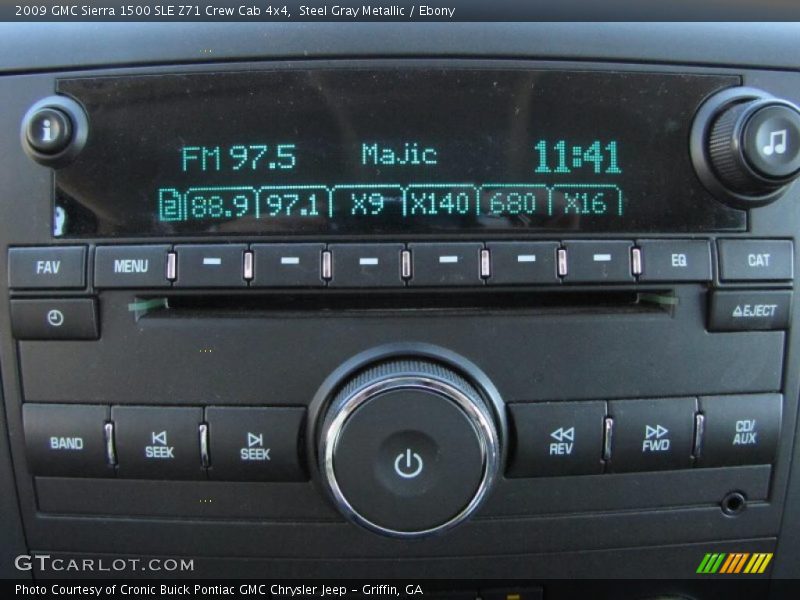 2009 GMC Sierra 1500 SLE Z71 Crew Cab 4x4, Steel Gray Metallic / Ebony
i
FM 97.5 Majic 11:41
2 88.9 97.1 X9 X140 680 X16
FAV MENU EQ CAT
EJECT
BAND SEEK SEEK REV FWD CD/AUX
GTCARLOT.COM
Photo Courtesy of Cronic Buick Pontiac GMC Chrysler Jeep - Griffin, GA